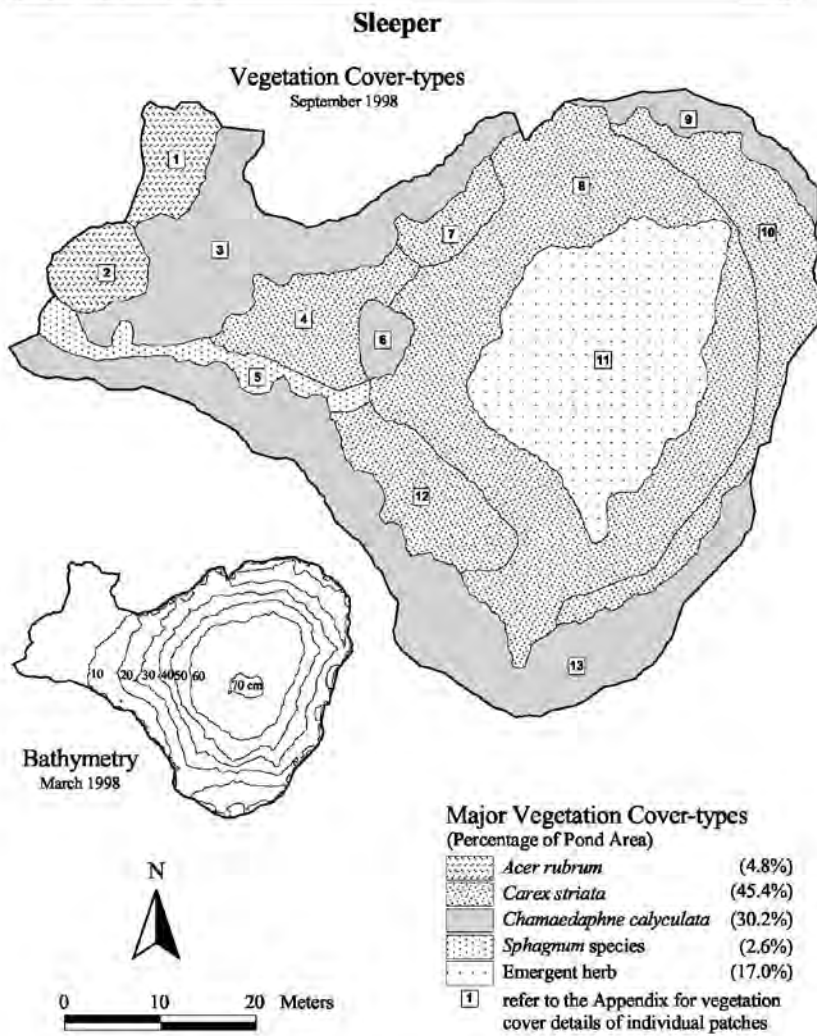 Sleeper
Vegetation Cover-types
September 1998
1
2
3
4
5
6
7
8
9
10
11
12
13
10 20 30 40 50 60 70 cm
Bathymetry
March 1998
N
0 10 20 Meters
Major Vegetation Cover-types
(Percentage of Pond Area)
Acer rubrum (4.8%)
Carex striata (45.4%)
Chamaedaphne calyculata (30.2%)
Sphagnum species (2.6%)
Emergent herb (17.0%)
1 refer to the Appendix for vegetation
cover details of individual patches